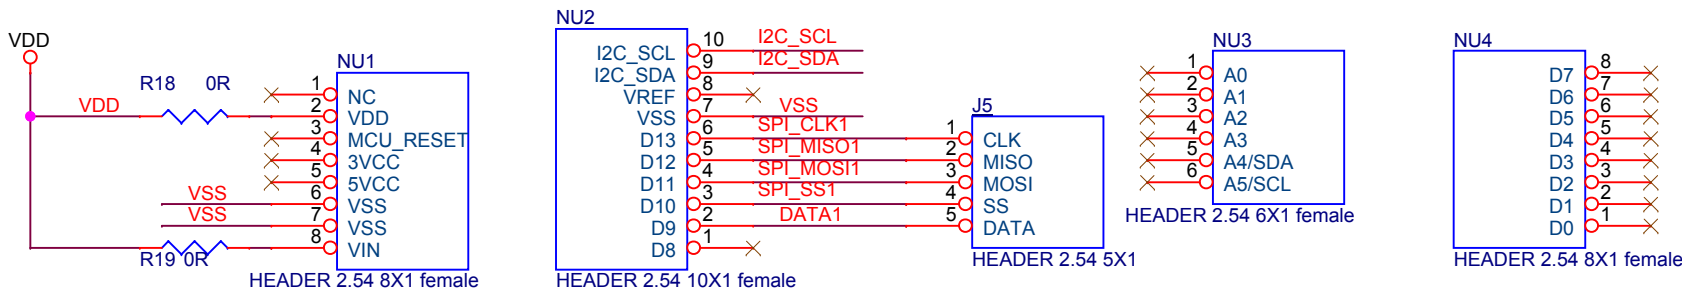 VDD
VDD
R18 0R
R19 0R
VSS
VSS
NU1
1 NC
2 VDD
3 MCU_RESET
4 3VCC
5 5VCC
6 VSS
7 VSS
8 VIN
HEADER 2.54 8X1 female
NU2
I2C_SCL 10 I2C_SCL
I2C_SDA 9 I2C_SDA
VREF 8
VSS 7 VSS
D13 6 SPI_CLK1
D12 5 SPI_MISO1
D11 4 SPI_MOSI1
D10 3 SPI_SS1
D9 2 DATA1
D8 1
HEADER 2.54 10X1 female
J5
1 CLK
2 MISO
3 MOSI
4 SS
5 DATA
HEADER 2.54 5X1
NU3
1 A0
2 A1
3 A2
4 A3
5 A4/SDA
6 A5/SCL
HEADER 2.54 6X1 female
NU4
D7 8
D6 7
D5 6
D4 5
D3 4
D2 3
D1 2
D0 1
HEADER 2.54 8X1 female